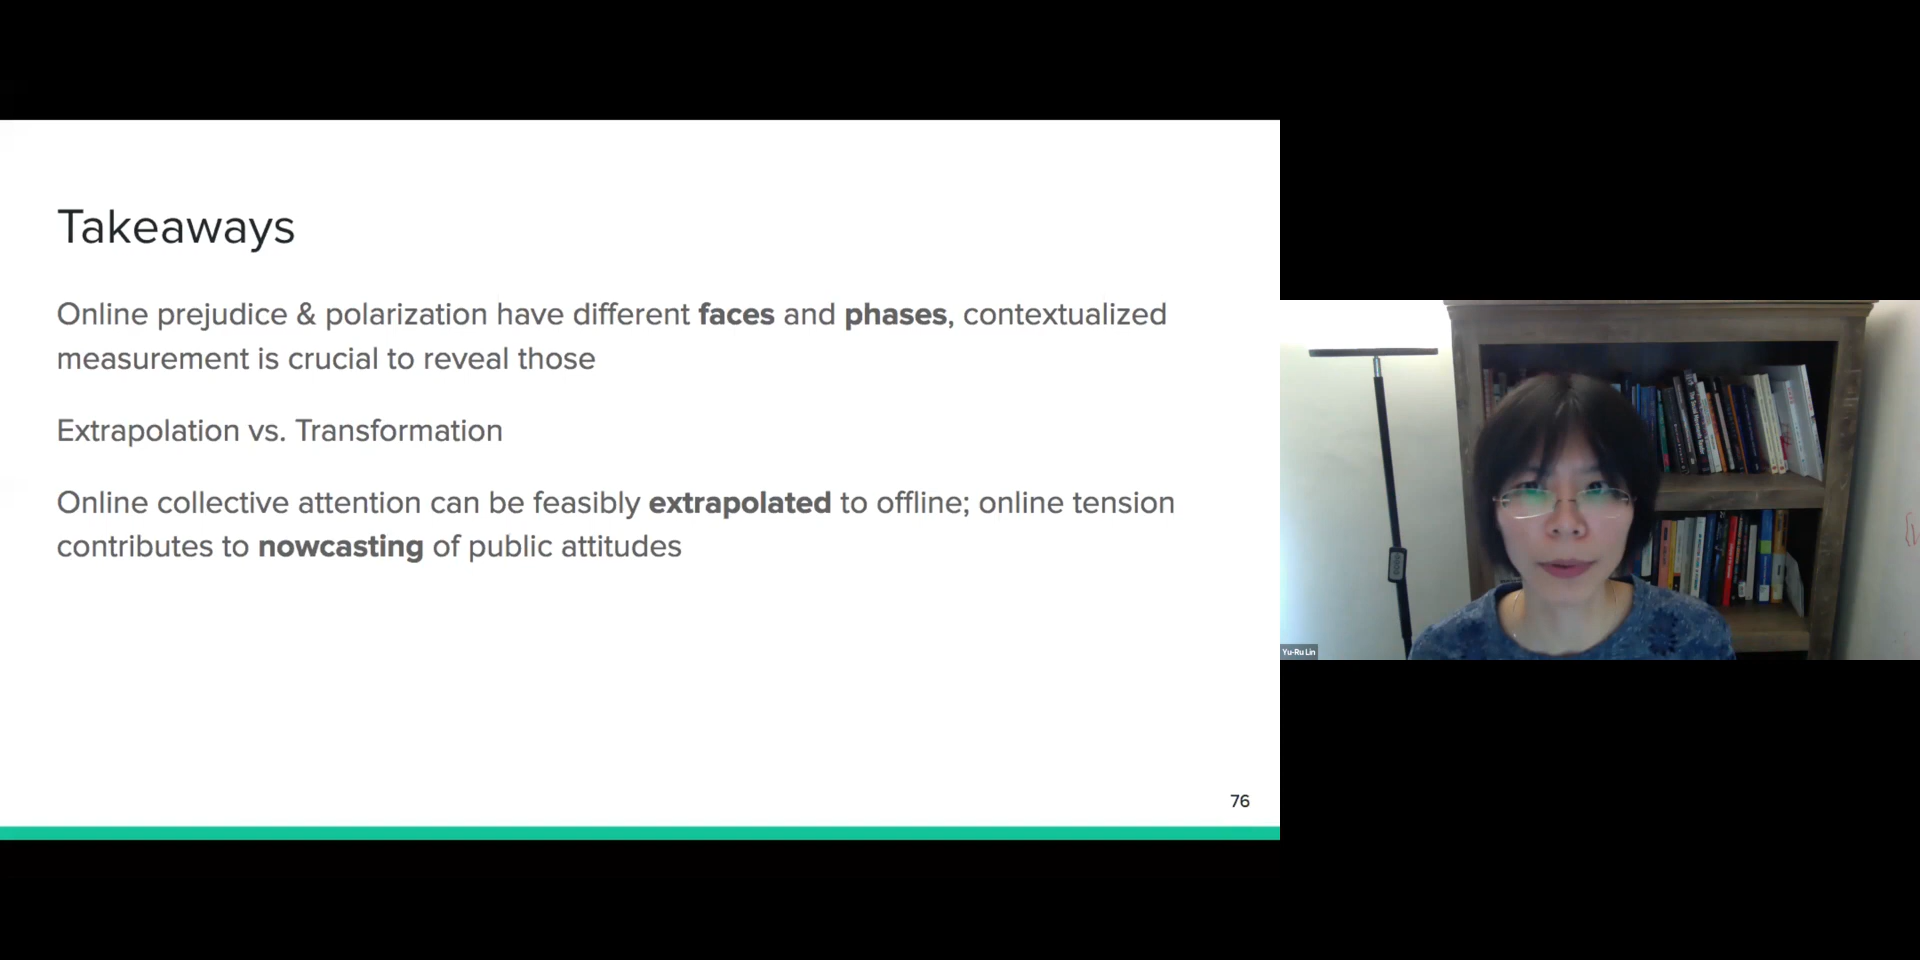 Takeaways
Online prejudice & polarization have different faces and phases, contextualized
measurement is crucial to reveal those
Extrapolation vs. Transformation
Online collective attention can be feasibly extrapolated to offline; online tension
contributes to nowcasting of public attitudes
76
Yu-Ru Lin